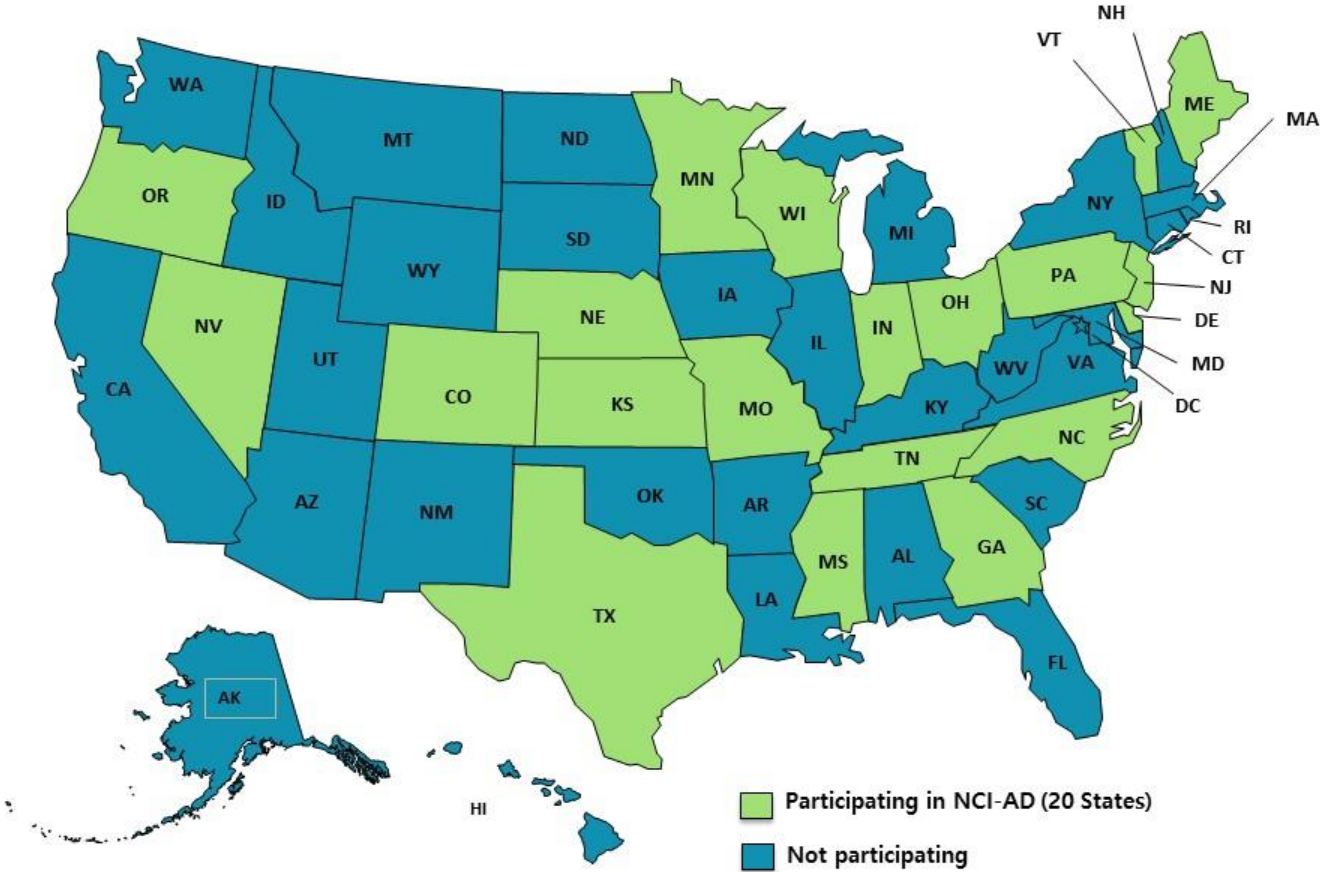 NH
VT
WA
ME
MA
MT
ND
MN
OR
ID
WI
NY
MI
RI
SD
CT
WY
PA
NJ
IA
OH
NE
DE
NV
IN
IL
UT
MD
VA
WV
CA
CO
KS
MO
KY
DC
NC
TN
OK
AR
SC
AZ
NM
GA
MS
AL
LA
TX
FL
AK
HI
Participating in NCI-AD (20 States)
Not participating